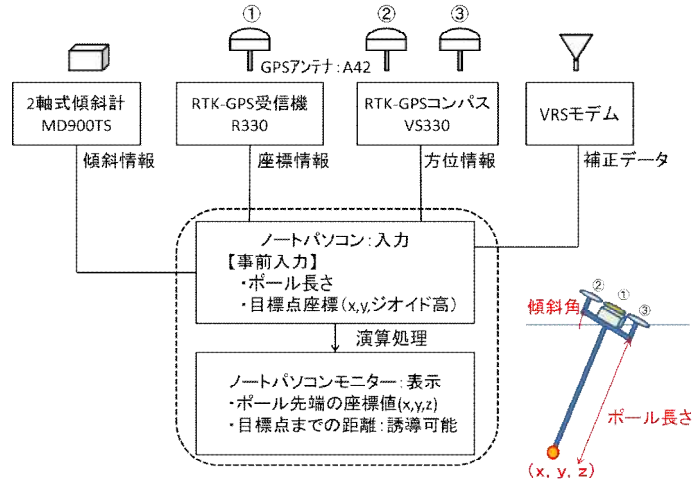 ①
②
③
GPSアンテナ：A42
2軸式傾斜計
MD900TS
RTK-GPS受信機
R330
RTK-GPSコンパス
VS330
VRSモデム
傾斜情報
座標情報
方位情報
補正データ
ノートパソコン：入力
【事前入力】
・ポール長さ
・目標点座標(x,y,ジオイド高)
演算処理
ノートパソコンモニター：表示
・ポール先端の座標値(x,y,z)
・目標点までの距離：誘導可能
②
①
③
傾斜角
ポール長さ
(x, y, z)